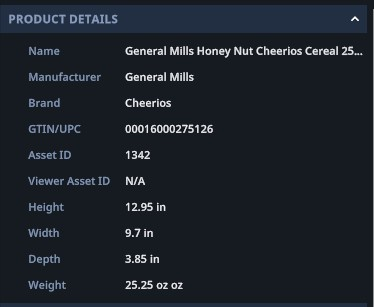 PRODUCT DETAILS
Name General Mills Honey Nut Cheerios Cereal 25...
Manufacturer General Mills
Brand Cheerios
GTIN/UPC 00016000275126
Asset ID 1342
Viewer Asset ID N/A
Height 12.95 in
Width 9.7 in
Depth 3.85 in
Weight 25.25 oz oz